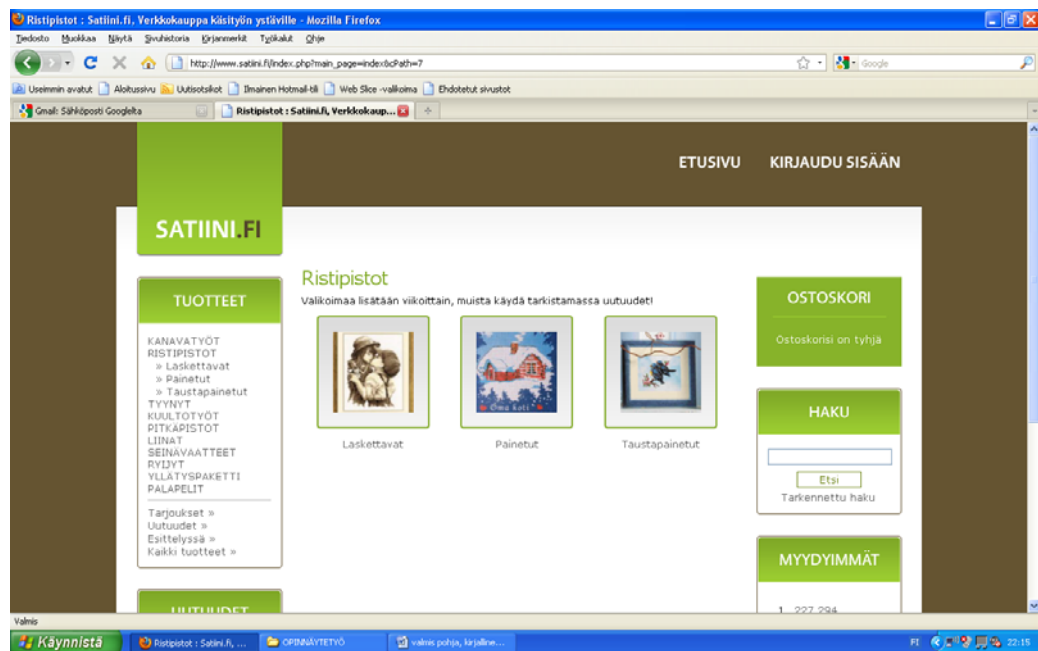 Ristipistot : Satiini.fi, Verkkokauppa käsityön ystäville - Mozilla Firefox
Tiedosto Muokkaa Näytä Sivuhistoria Kirjanmerkit Työkalut Ohje
http://www.satiini.fi/index.php?main_page=index&cPath=7
Google
Useimmin avatut Aloitussivu Uutisotsikot Ilmainen Hotmail-tili Web Slice -valikoima Ehdotetut sivustot
Gmail: Sähköposti Googlelta
Ristipistot : Satiini.fi, Verkkokaup...
ETUSIVU KIRJAUDU SISÄÄN
SATIINI.FI
TUOTTEET
KANAVATYÖT
RISTIPISTOT
» Laskettavat
» Painetut
» Taustapainetut
TYYNYT
KUULTOTYÖT
PITKÄPISTOT
LIINAT
SEINÄVAATTEET
RYIJYT
YLLÄTYSPAKETTI
PALAPELIT
Tarjoukset »
Uutuudet »
Esittelyssä »
Kaikki tuotteet »
UUTUUDET
Ristipistot
Valikoimaa lisätään viikoittain, muista käydä tarkistamassa uutuudet!
Oma koti
Laskettavat Painetut Taustapainetut
OSTOSKORI
Ostoskorisi on tyhjä
HAKU
Etsi
Tarkennettu haku
MYYDYIMMÄT
1. 227 294
Valmis
Käynnistä
Ristipistot : Satiini.fi, ...
OPINNÄYTETYÖ
valmis pohja, kirjalline...
FI
22:15